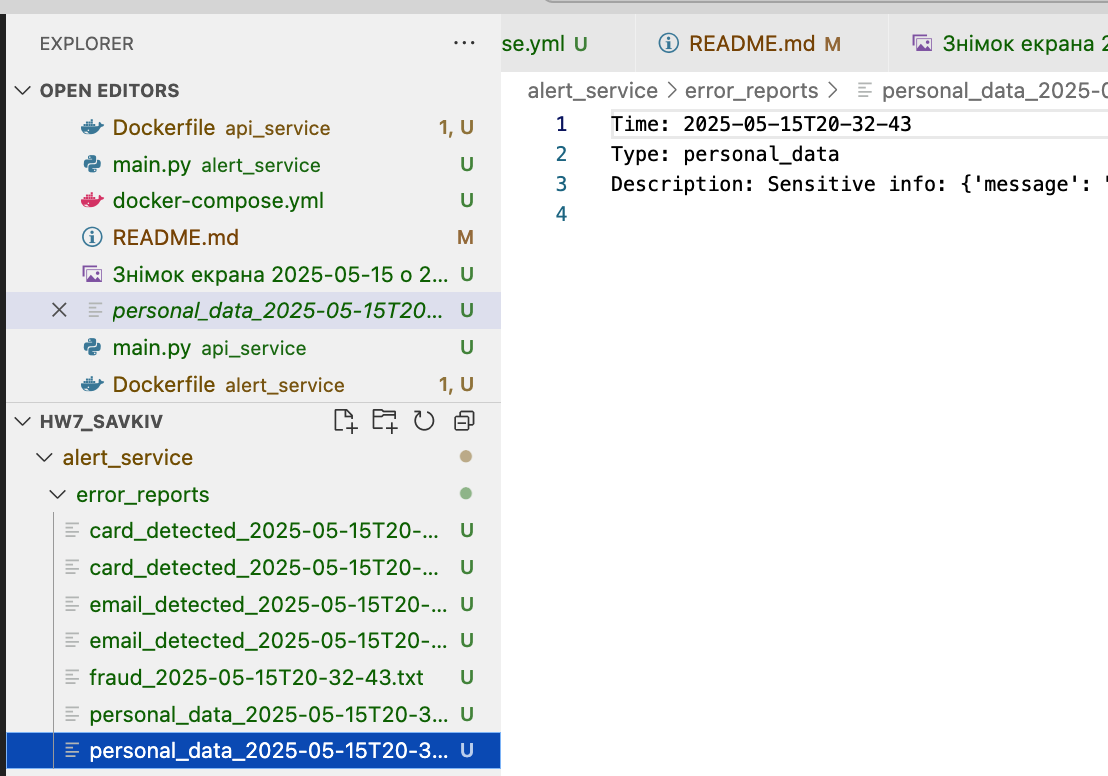 EXPLORER ...
OPEN EDITORS
Dockerfile api_service 1, U
main.py alert_service U
docker-compose.yml U
README.md M
Знімок екрана 2025-05-15 о 2... U
personal_data_2025-05-15T20... U
main.py api_service U
Dockerfile alert_service 1, U
HW7_SAVKIV
alert_service
error_reports
card_detected_2025-05-15T20-... U
card_detected_2025-05-15T20-... U
email_detected_2025-05-15T20-... U
email_detected_2025-05-15T20-... U
fraud_2025-05-15T20-32-43.txt U
personal_data_2025-05-15T20-3... U
personal_data_2025-05-15T20-3... U
se.yml U README.md M Знімок екрана 2
alert_service > error_reports > personal_data_2025-0
1 Time: 2025-05-15T20-32-43
2 Type: personal_data
3 Description: Sensitive info: {'message': '
4